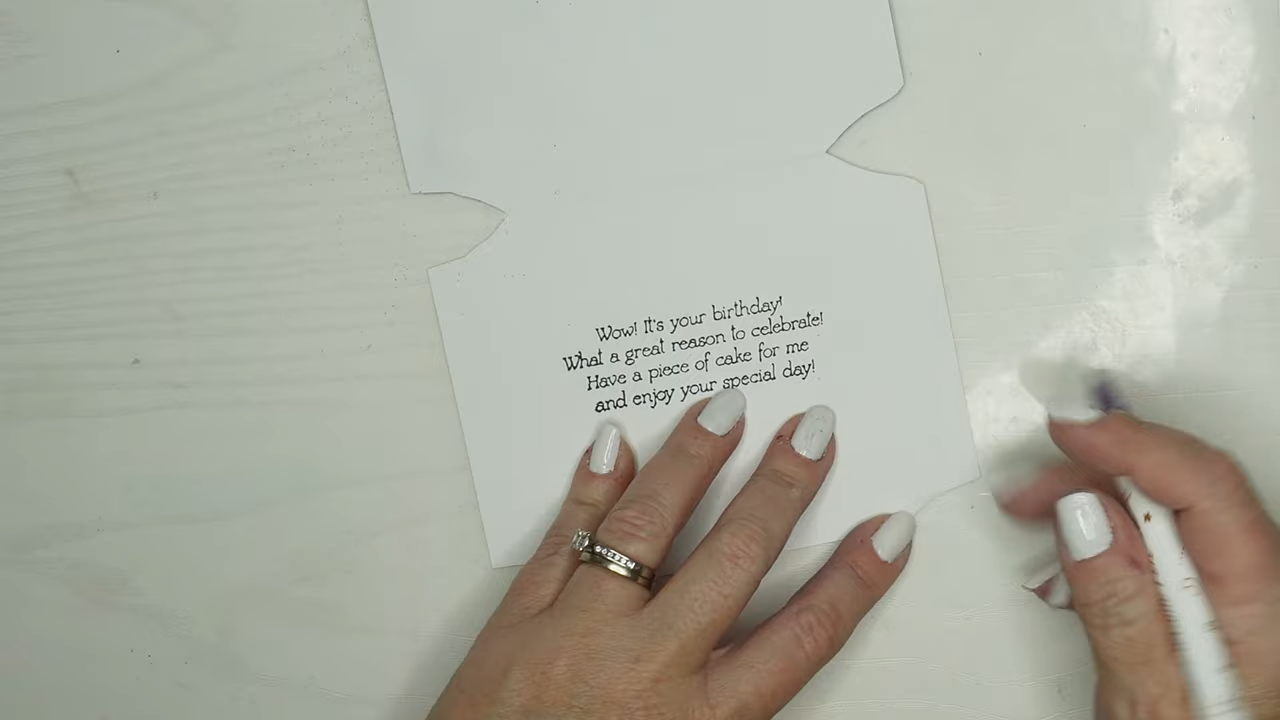 Wow! It's your birthday!
What a great reason to celebrate!
Have a piece of cake for me
and enjoy your special day!